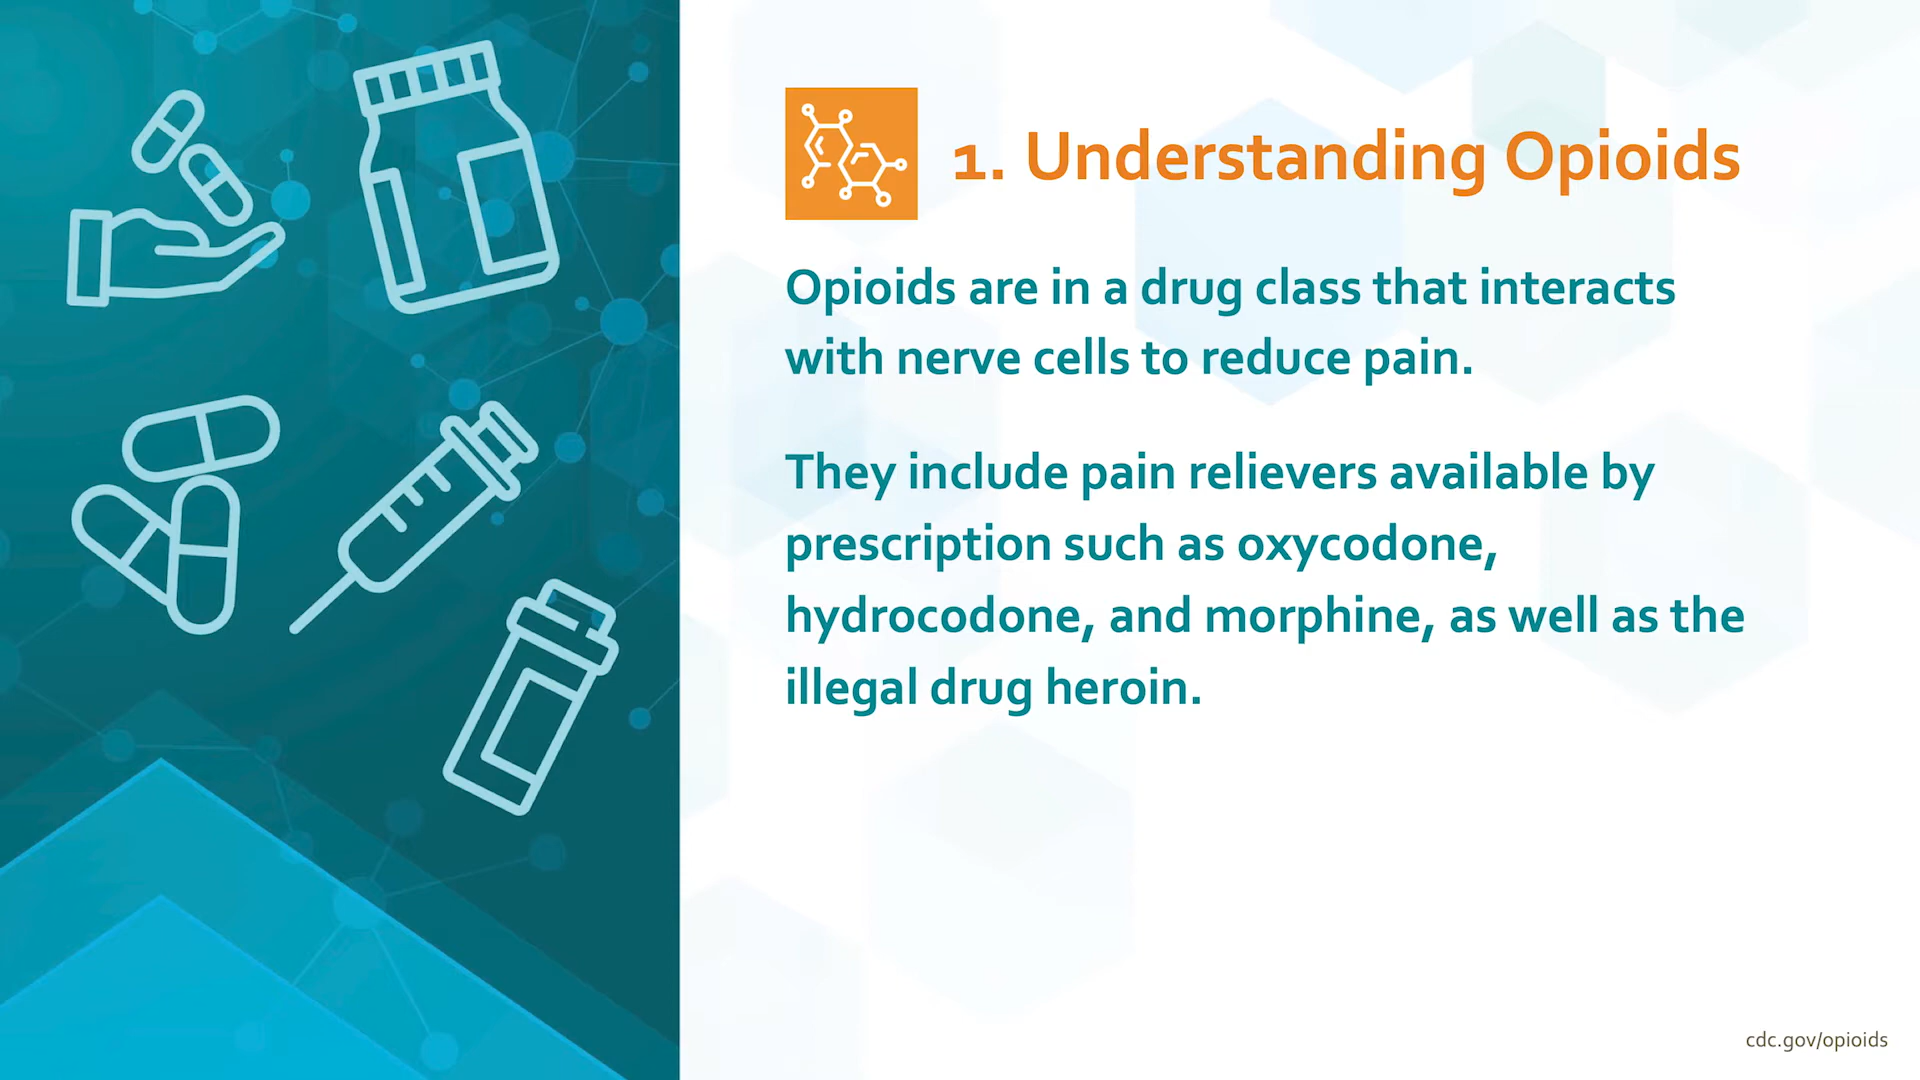 1. Understanding Opioids
Opioids are in a drug class that interacts
with nerve cells to reduce pain.
They include pain relievers available by
prescription such as oxycodone,
hydrocodone, and morphine, as well as the
illegal drug heroin.
cdc.gov/opioids